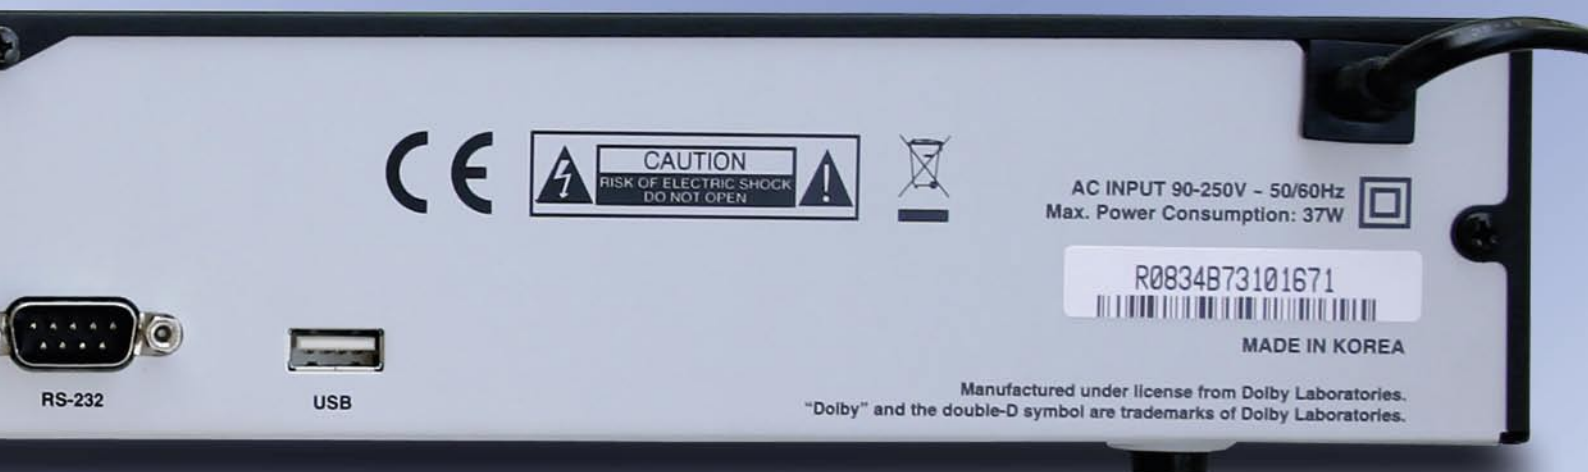 CE
CAUTION
RISK OF ELECTRIC SHOCK
DO NOT OPEN
AC INPUT 90-250V ~ 50/60Hz
Max. Power Consumption: 37W
R0834B73101671
MADE IN KOREA
RS-232
USB
Manufactured under license from Dolby Laboratories.
"Dolby" and the double-D symbol are trademarks of Dolby Laboratories.